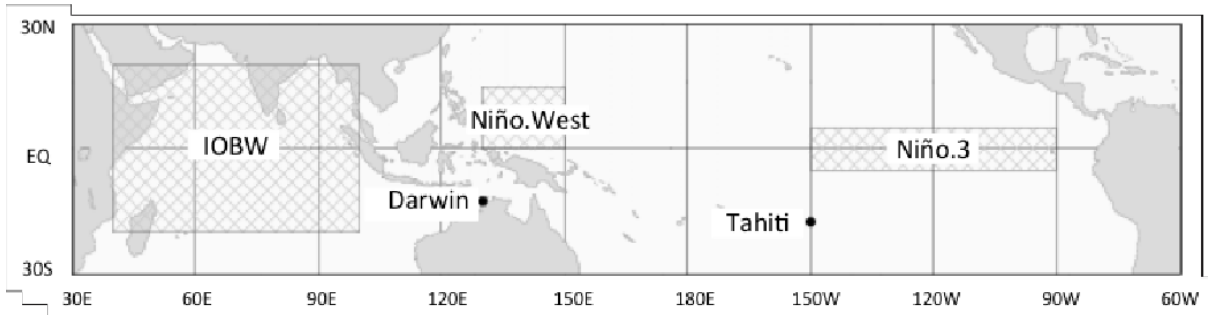 30N
Niño.West
IOBW
EQ
Niño.3
Darwin
Tahiti
30S
30E 60E 90E 120E 150E 180E 150W 120W 90W 60W